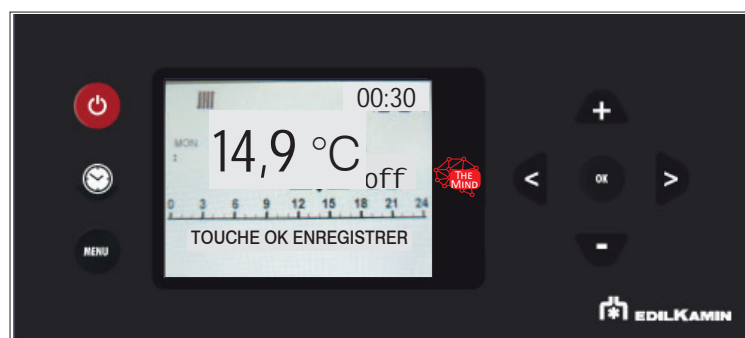 00:30
MON
1
14,9 °C
off
0 3 6 9 12 15 18 21 24
TOUCHE OK ENREGISTRER
MENU
THE MIND
+
< OK >
-
EDILKAMIN